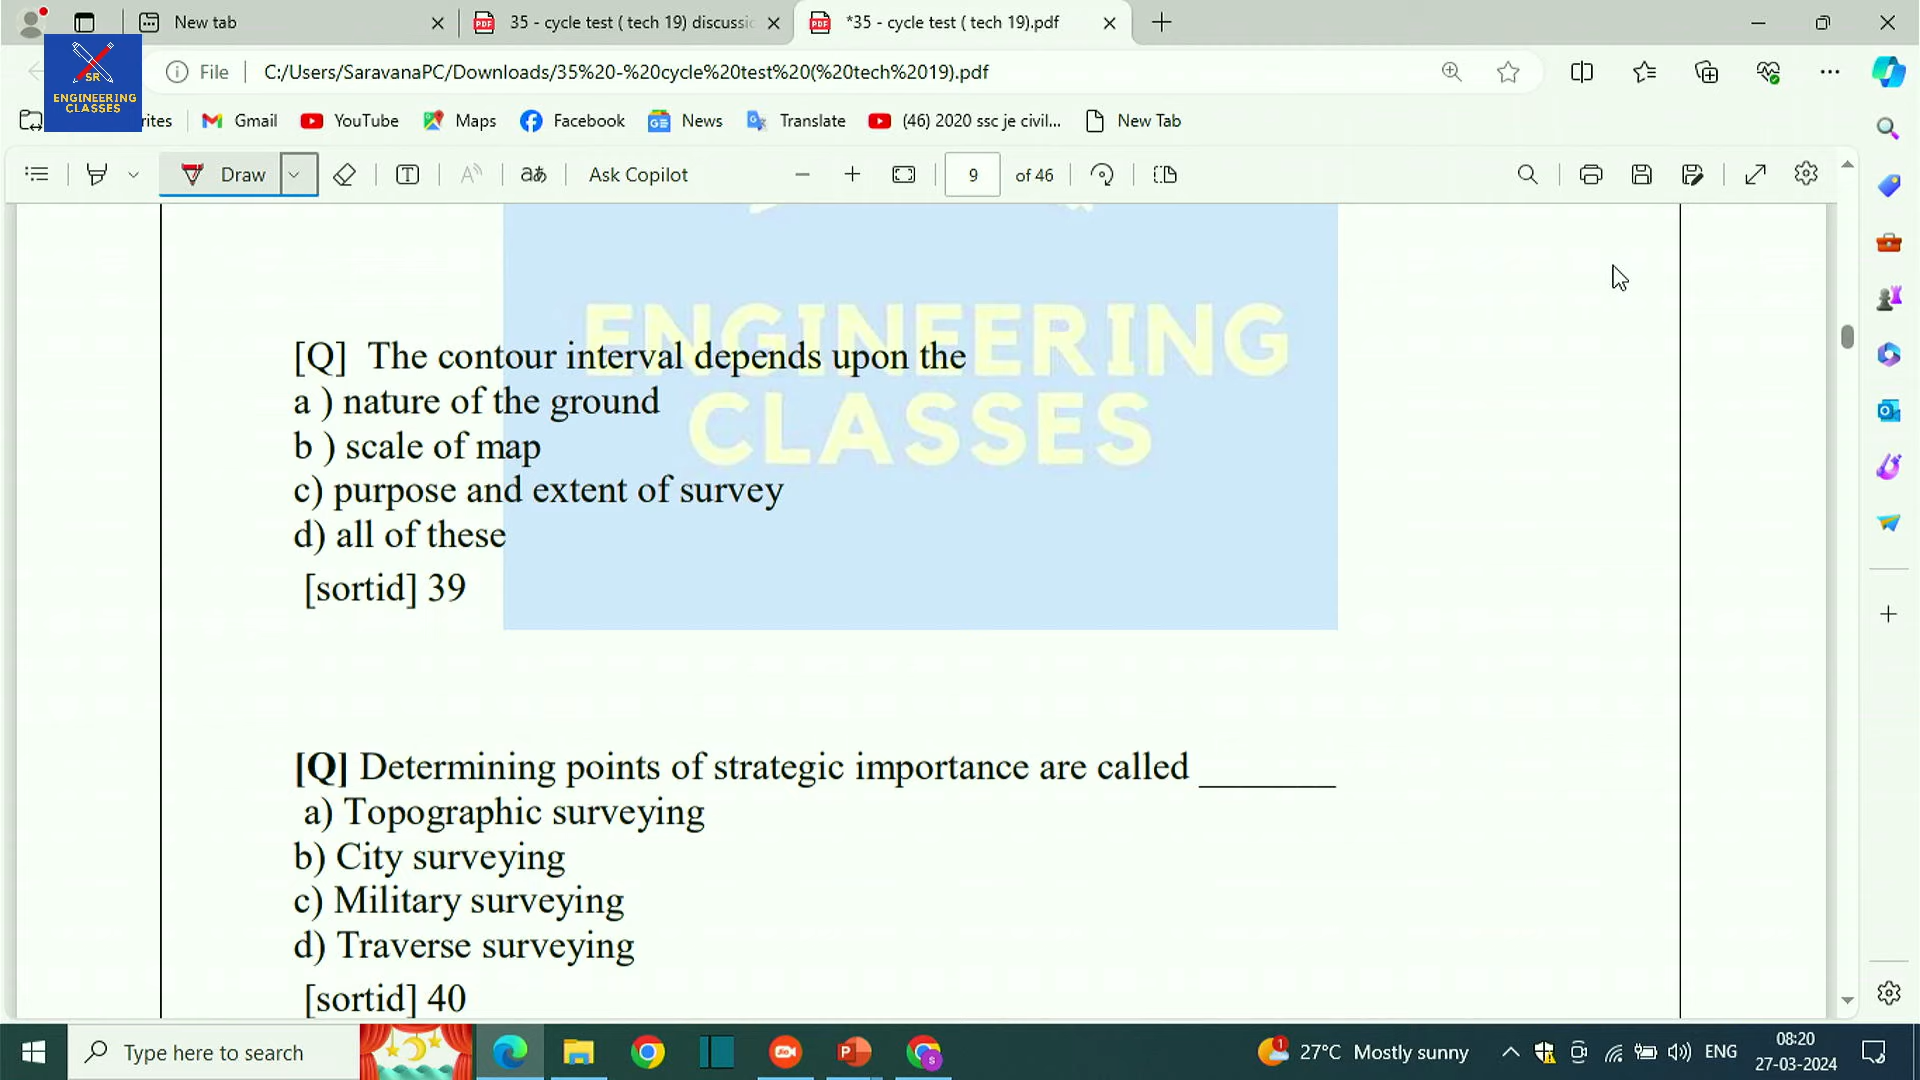 New tab
35 - cycle test ( tech 19) discussi
*35 - cycle test ( tech 19).pdf
SR
ENGINEERING
CLASSES
File
C:/Users/SaravanaPC/Downloads/35%20-%20cycle%20test%20(%20tech%2019).pdf
rites
Gmail
YouTube
Maps
Facebook
News
Translate
(46) 2020 ssc je civil...
New Tab
Draw
Ask Copilot
9
of 46
ENGINEERING
CLASSES
[Q] The contour interval depends upon the
a ) nature of the ground
b ) scale of map
c) purpose and extent of survey
d) all of these
[sortid] 39
[Q] Determining points of strategic importance are called ________
a) Topographic surveying
b) City surveying
c) Military surveying
d) Traverse surveying
[sortid] 40
Type here to search
1
27°C Mostly sunny
ENG
08:20
27-03-2024